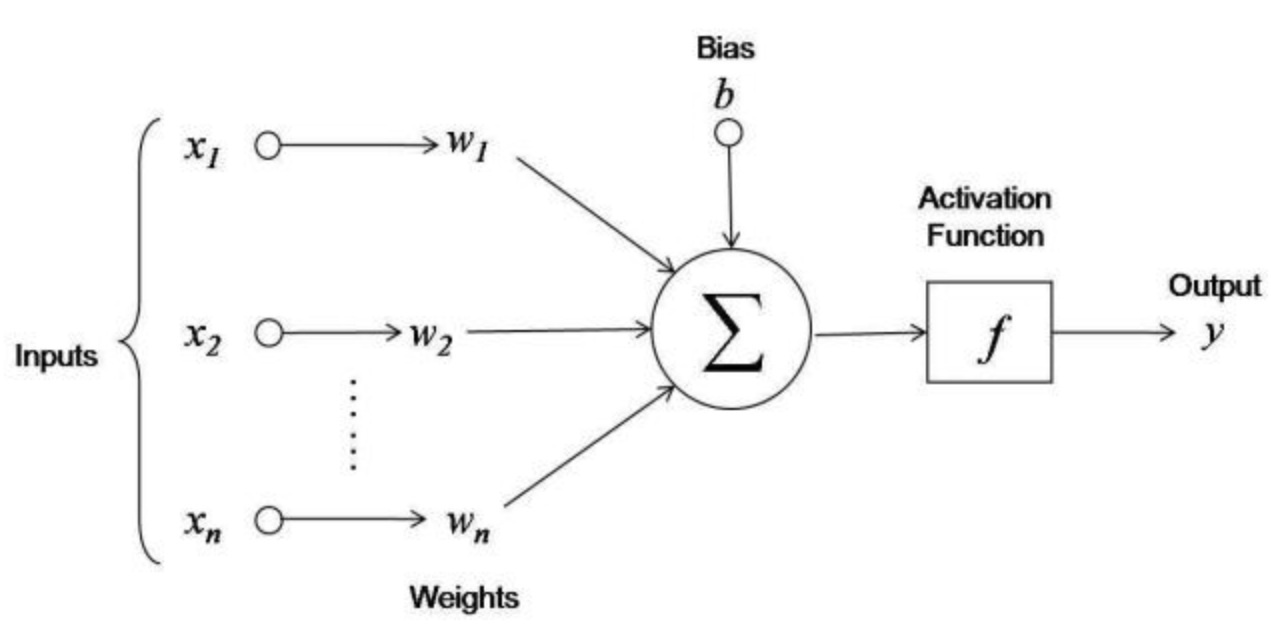 Bias
b
x1 w1
Activation
Function
Inputs
x2 w2
Σ
f
Output
y
xn wn
Weights